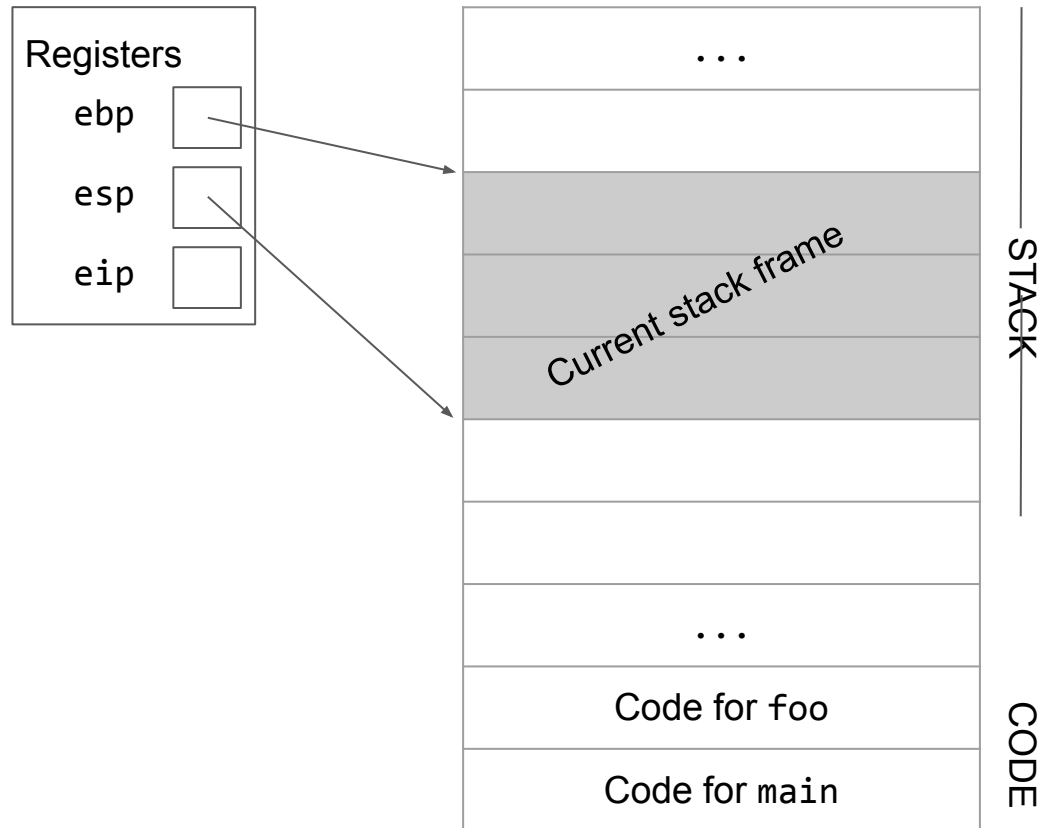 Registers
ebp
esp
eip
...
Current stack frame
...
Code for foo
Code for main
STACK
CODE